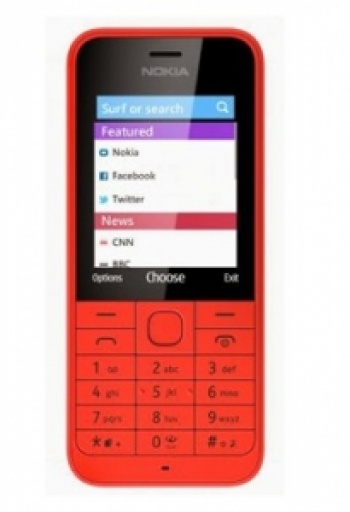 NOKIA
Surf or search
Featured
Nokia
Facebook
Twitter
News
CNN
BBC
Options Choose Exit
1 2 abc 3 def
4 ghi 5 jkl 6 mno
7 pqrs 8 tuv 9 wxyz
* + 0 #